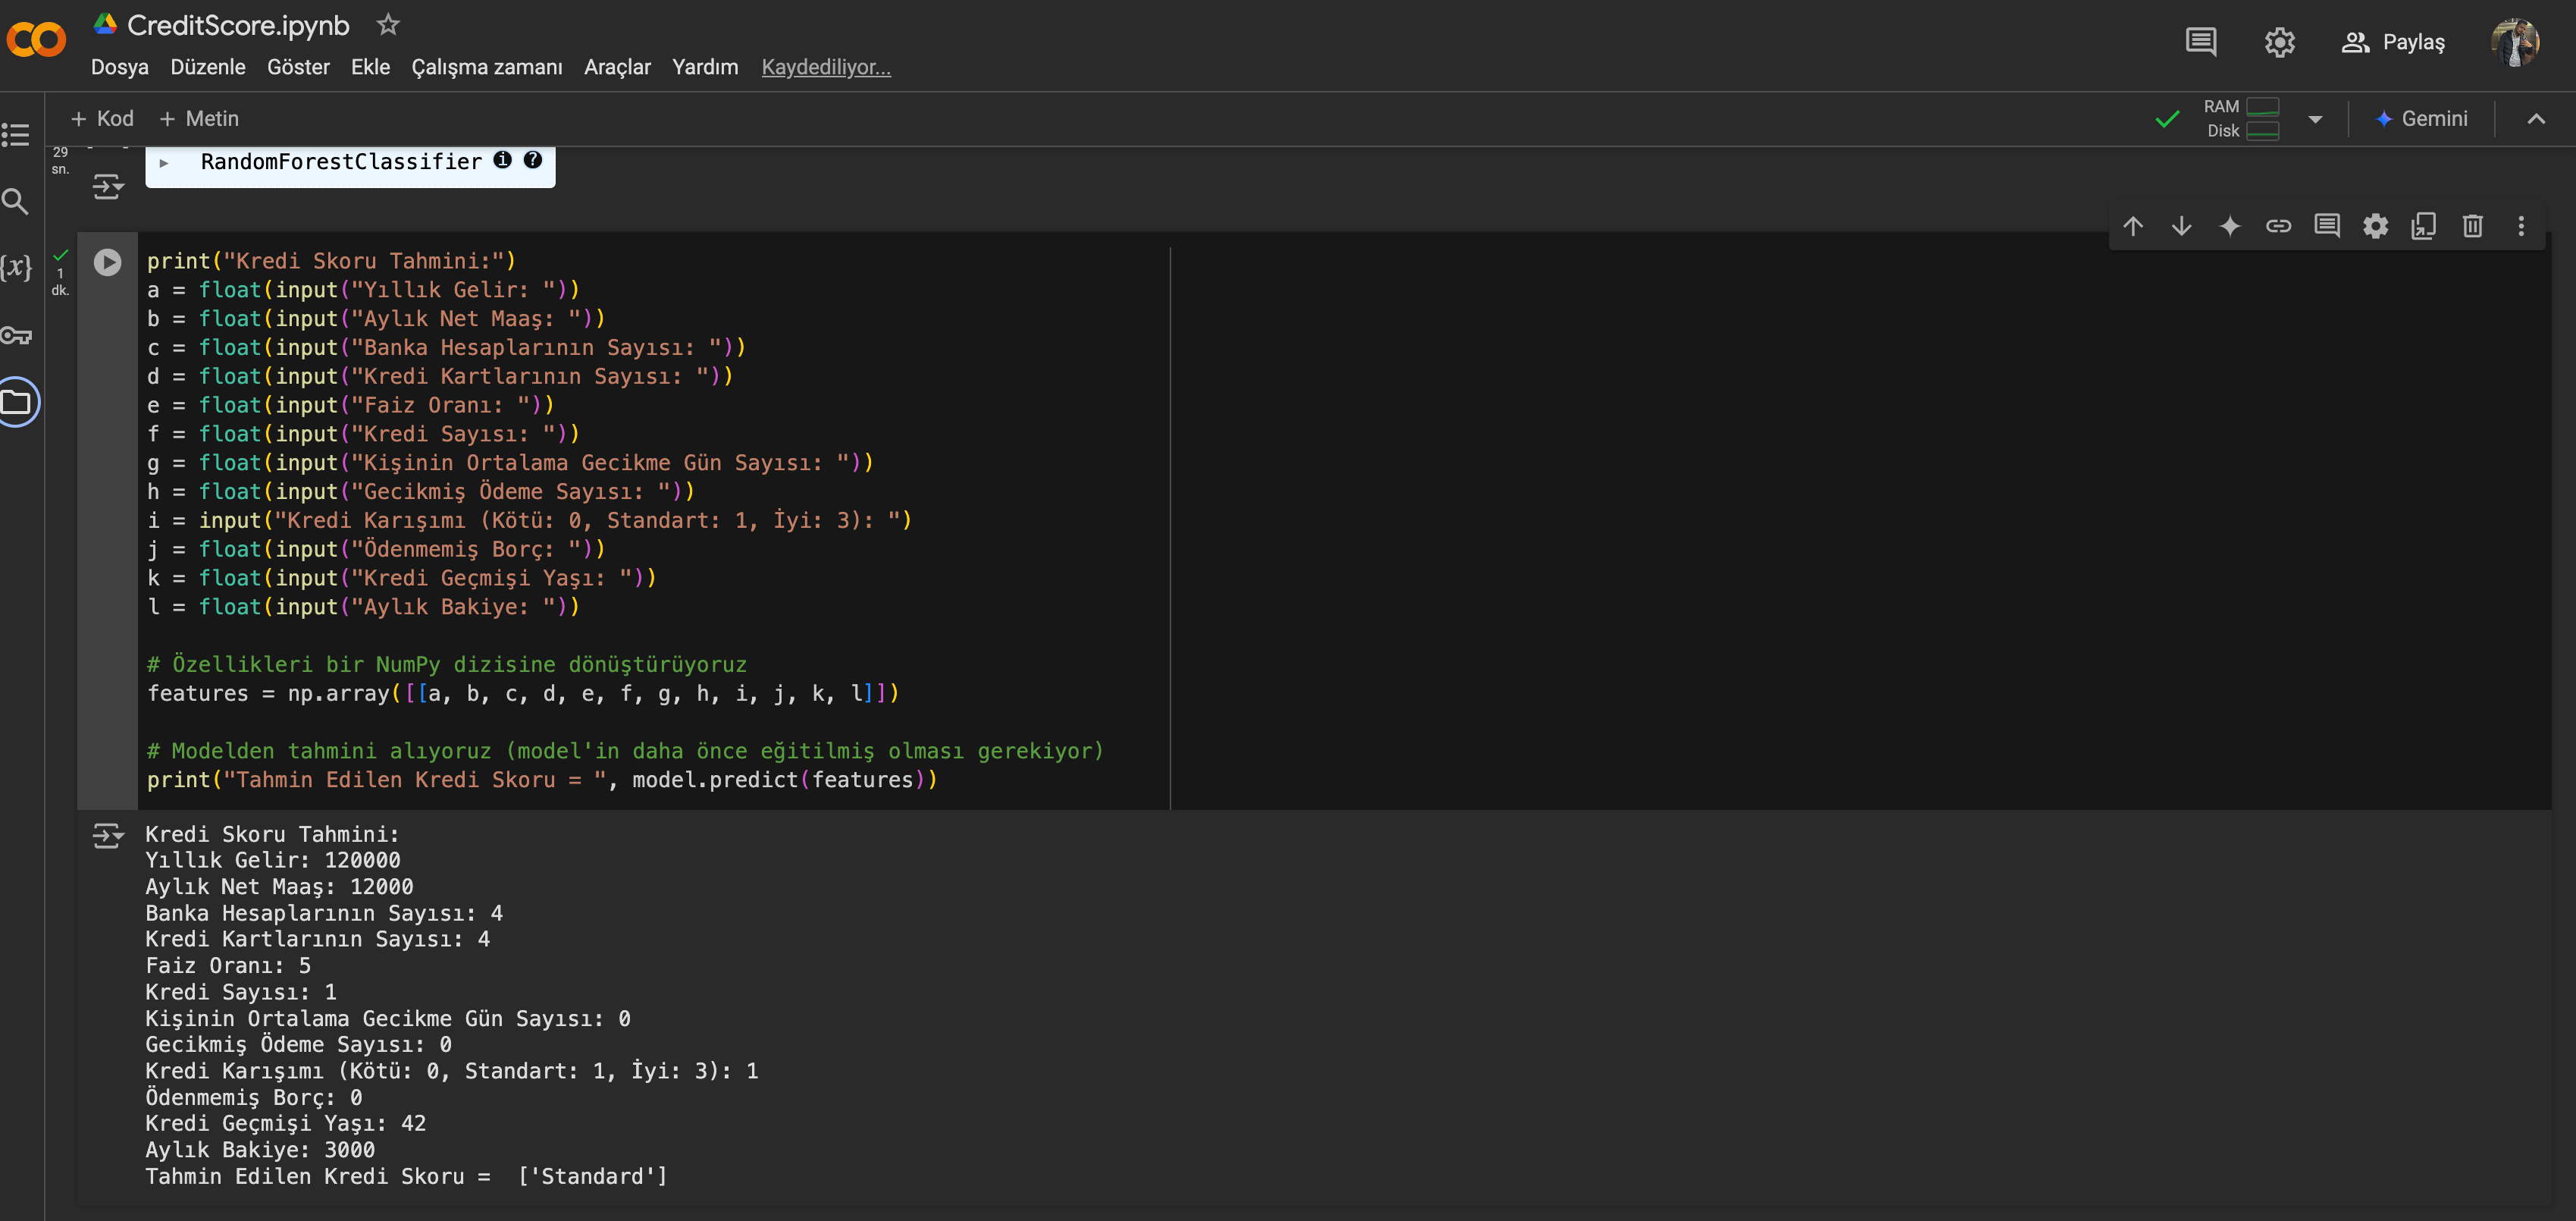 CreditScore.ipynb
Dosya Düzenle Göster Ekle Çalışma zamanı Araçlar Yardım Kaydediliyor...
Paylaş
+ Kod + Metin
RAM
Disk
Gemini
29
sn.
RandomForestClassifier
{x}
1
dk.
print("Kredi Skoru Tahmini:")
a = float(input("Yıllık Gelir: "))
b = float(input("Aylık Net Maaş: "))
c = float(input("Banka Hesaplarının Sayısı: "))
d = float(input("Kredi Kartlarının Sayısı: "))
e = float(input("Faiz Oranı: "))
f = float(input("Kredi Sayısı: "))
g = float(input("Kişinin Ortalama Gecikme Gün Sayısı: "))
h = float(input("Gecikmiş Ödeme Sayısı: "))
i = input("Kredi Karışımı (Kötü: 0, Standart: 1, İyi: 3): ")
j = float(input("Ödenmemiş Borç: "))
k = float(input("Kredi Geçmişi Yaşı: "))
l = float(input("Aylık Bakiye: "))
# Özellikleri bir NumPy dizisine dönüştürüyoruz
features = np.array([[a, b, c, d, e, f, g, h, i, j, k, l]])
# Modelden tahmini alıyoruz (model'in daha önce eğitilmiş olması gerekiyor)
print("Tahmin Edilen Kredi Skoru = ", model.predict(features))
Kredi Skoru Tahmini:
Yıllık Gelir: 120000
Aylık Net Maaş: 12000
Banka Hesaplarının Sayısı: 4
Kredi Kartlarının Sayısı: 4
Faiz Oranı: 5
Kredi Sayısı: 1
Kişinin Ortalama Gecikme Gün Sayısı: 0
Gecikmiş Ödeme Sayısı: 0
Kredi Karışımı (Kötü: 0, Standart: 1, İyi: 3): 1
Ödenmemiş Borç: 0
Kredi Geçmişi Yaşı: 42
Aylık Bakiye: 3000
Tahmin Edilen Kredi Skoru =  ['Standard']